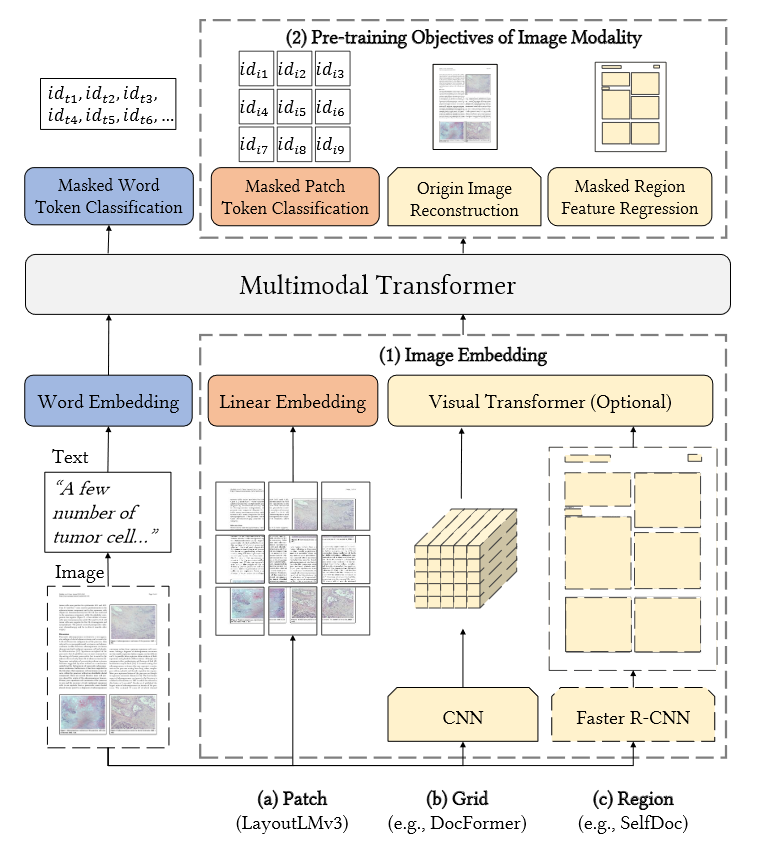 (2) Pre-training Objectives of Image Modality
id_{t1}, id_{t2}, id_{t3},
id_{t4}, id_{t5}, id_{t6}, ...
id_{i1} id_{i2} id_{i3}
id_{i4} id_{i5} id_{i6}
id_{i7} id_{i8} id_{i9}
Masked Word
Token Classification
Masked Patch
Token Classification
Origin Image
Reconstruction
Masked Region
Feature Regression
Multimodal Transformer
(1) Image Embedding
Word Embedding
Linear Embedding
Visual Transformer (Optional)
Text
“A few
number of
tumor cell...”
Image
CNN
Faster R-CNN
(a) Patch
(LayoutLMv3)
(b) Grid
(e.g., DocFormer)
(c) Region
(e.g., SelfDoc)